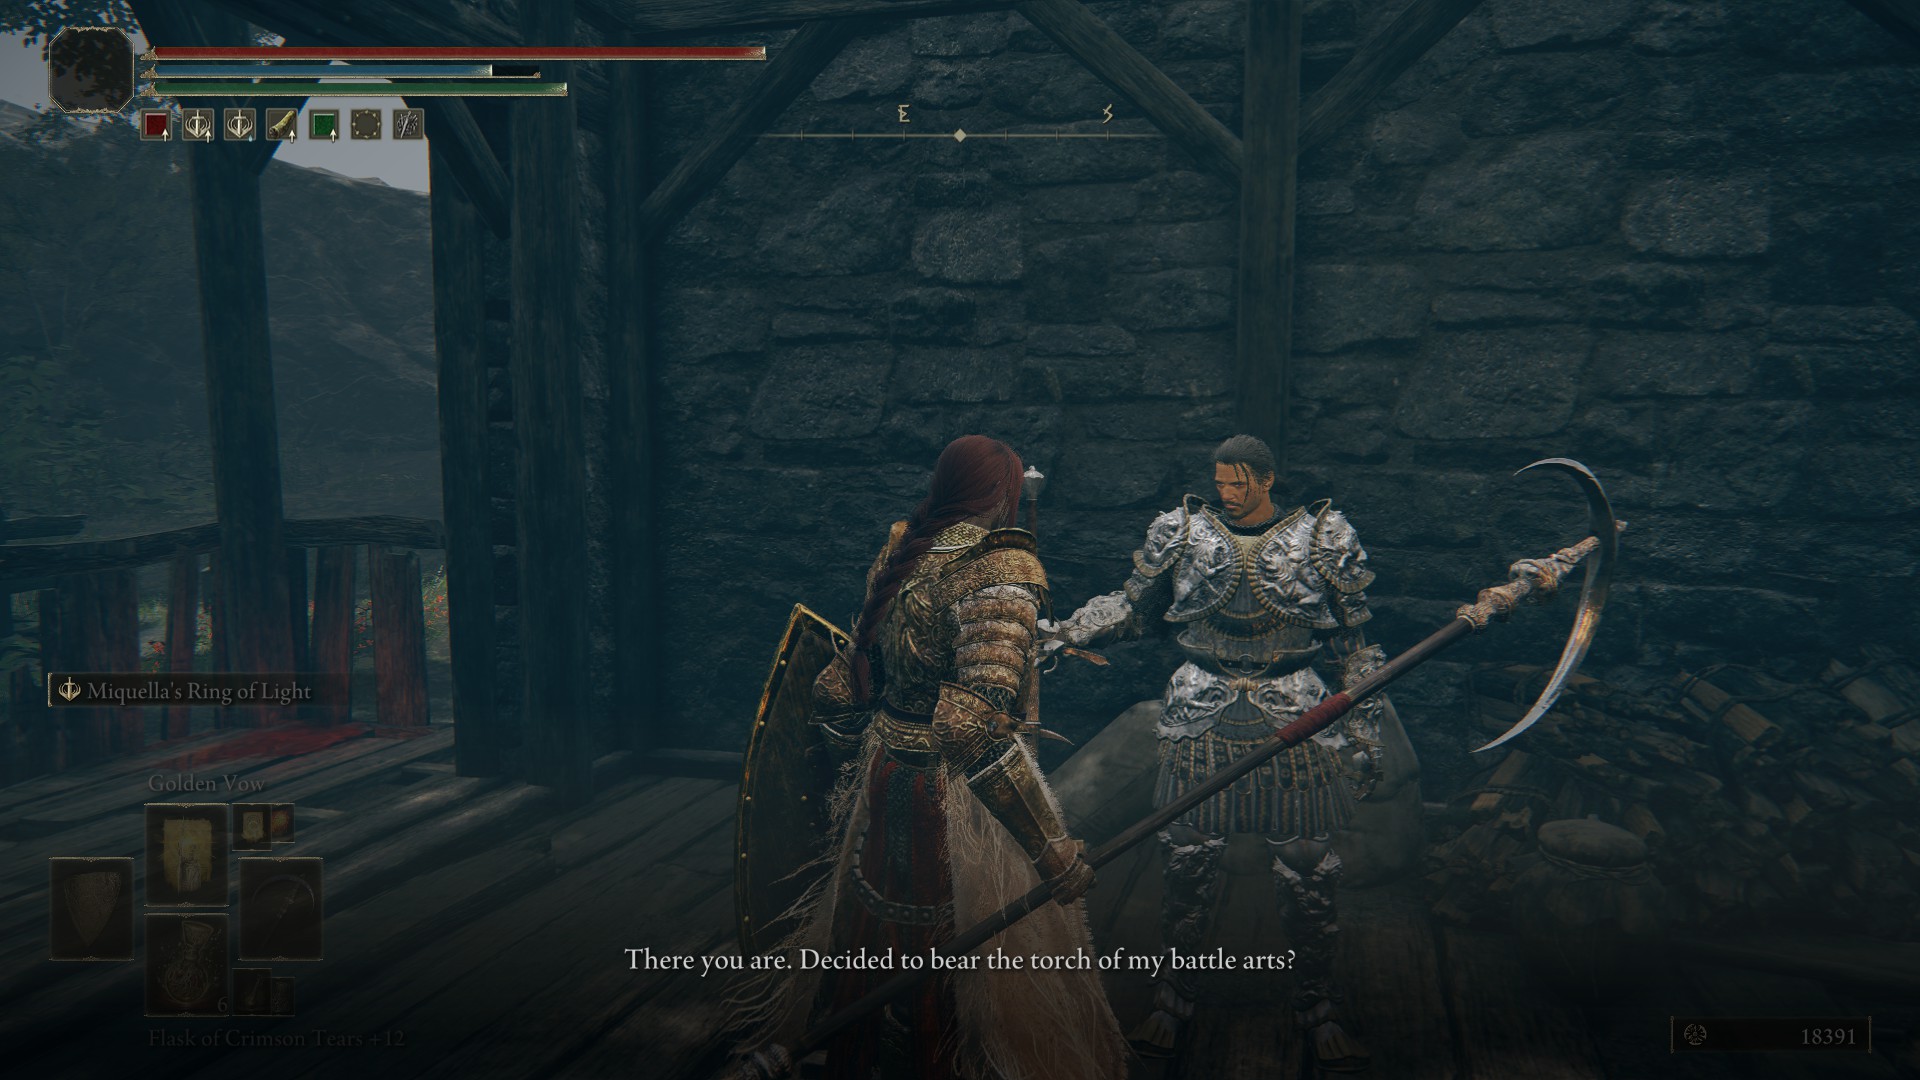 E S
Miquella's Ring of Light
Golden Vow
6
Flask of Crimson Tears +12
There you are. Decided to bear the torch of my battle arts?
18391